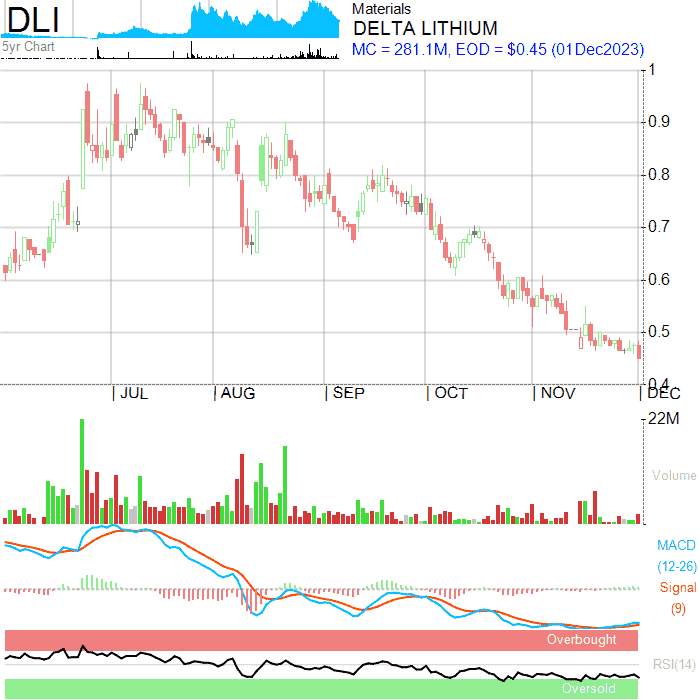 DLI
5yr Chart
Materials
DELTA LITHIUM
MC = 281.1M, EOD = $0.45 (01Dec2023)
1
0.9
0.8
0.7
0.6
0.5
0.4
JUL
AUG
SEP
OCT
NOV
DEC
22M
Volume
MACD
(12-26)
Signal
(9)
Overbought
RSI(14)
Oversold